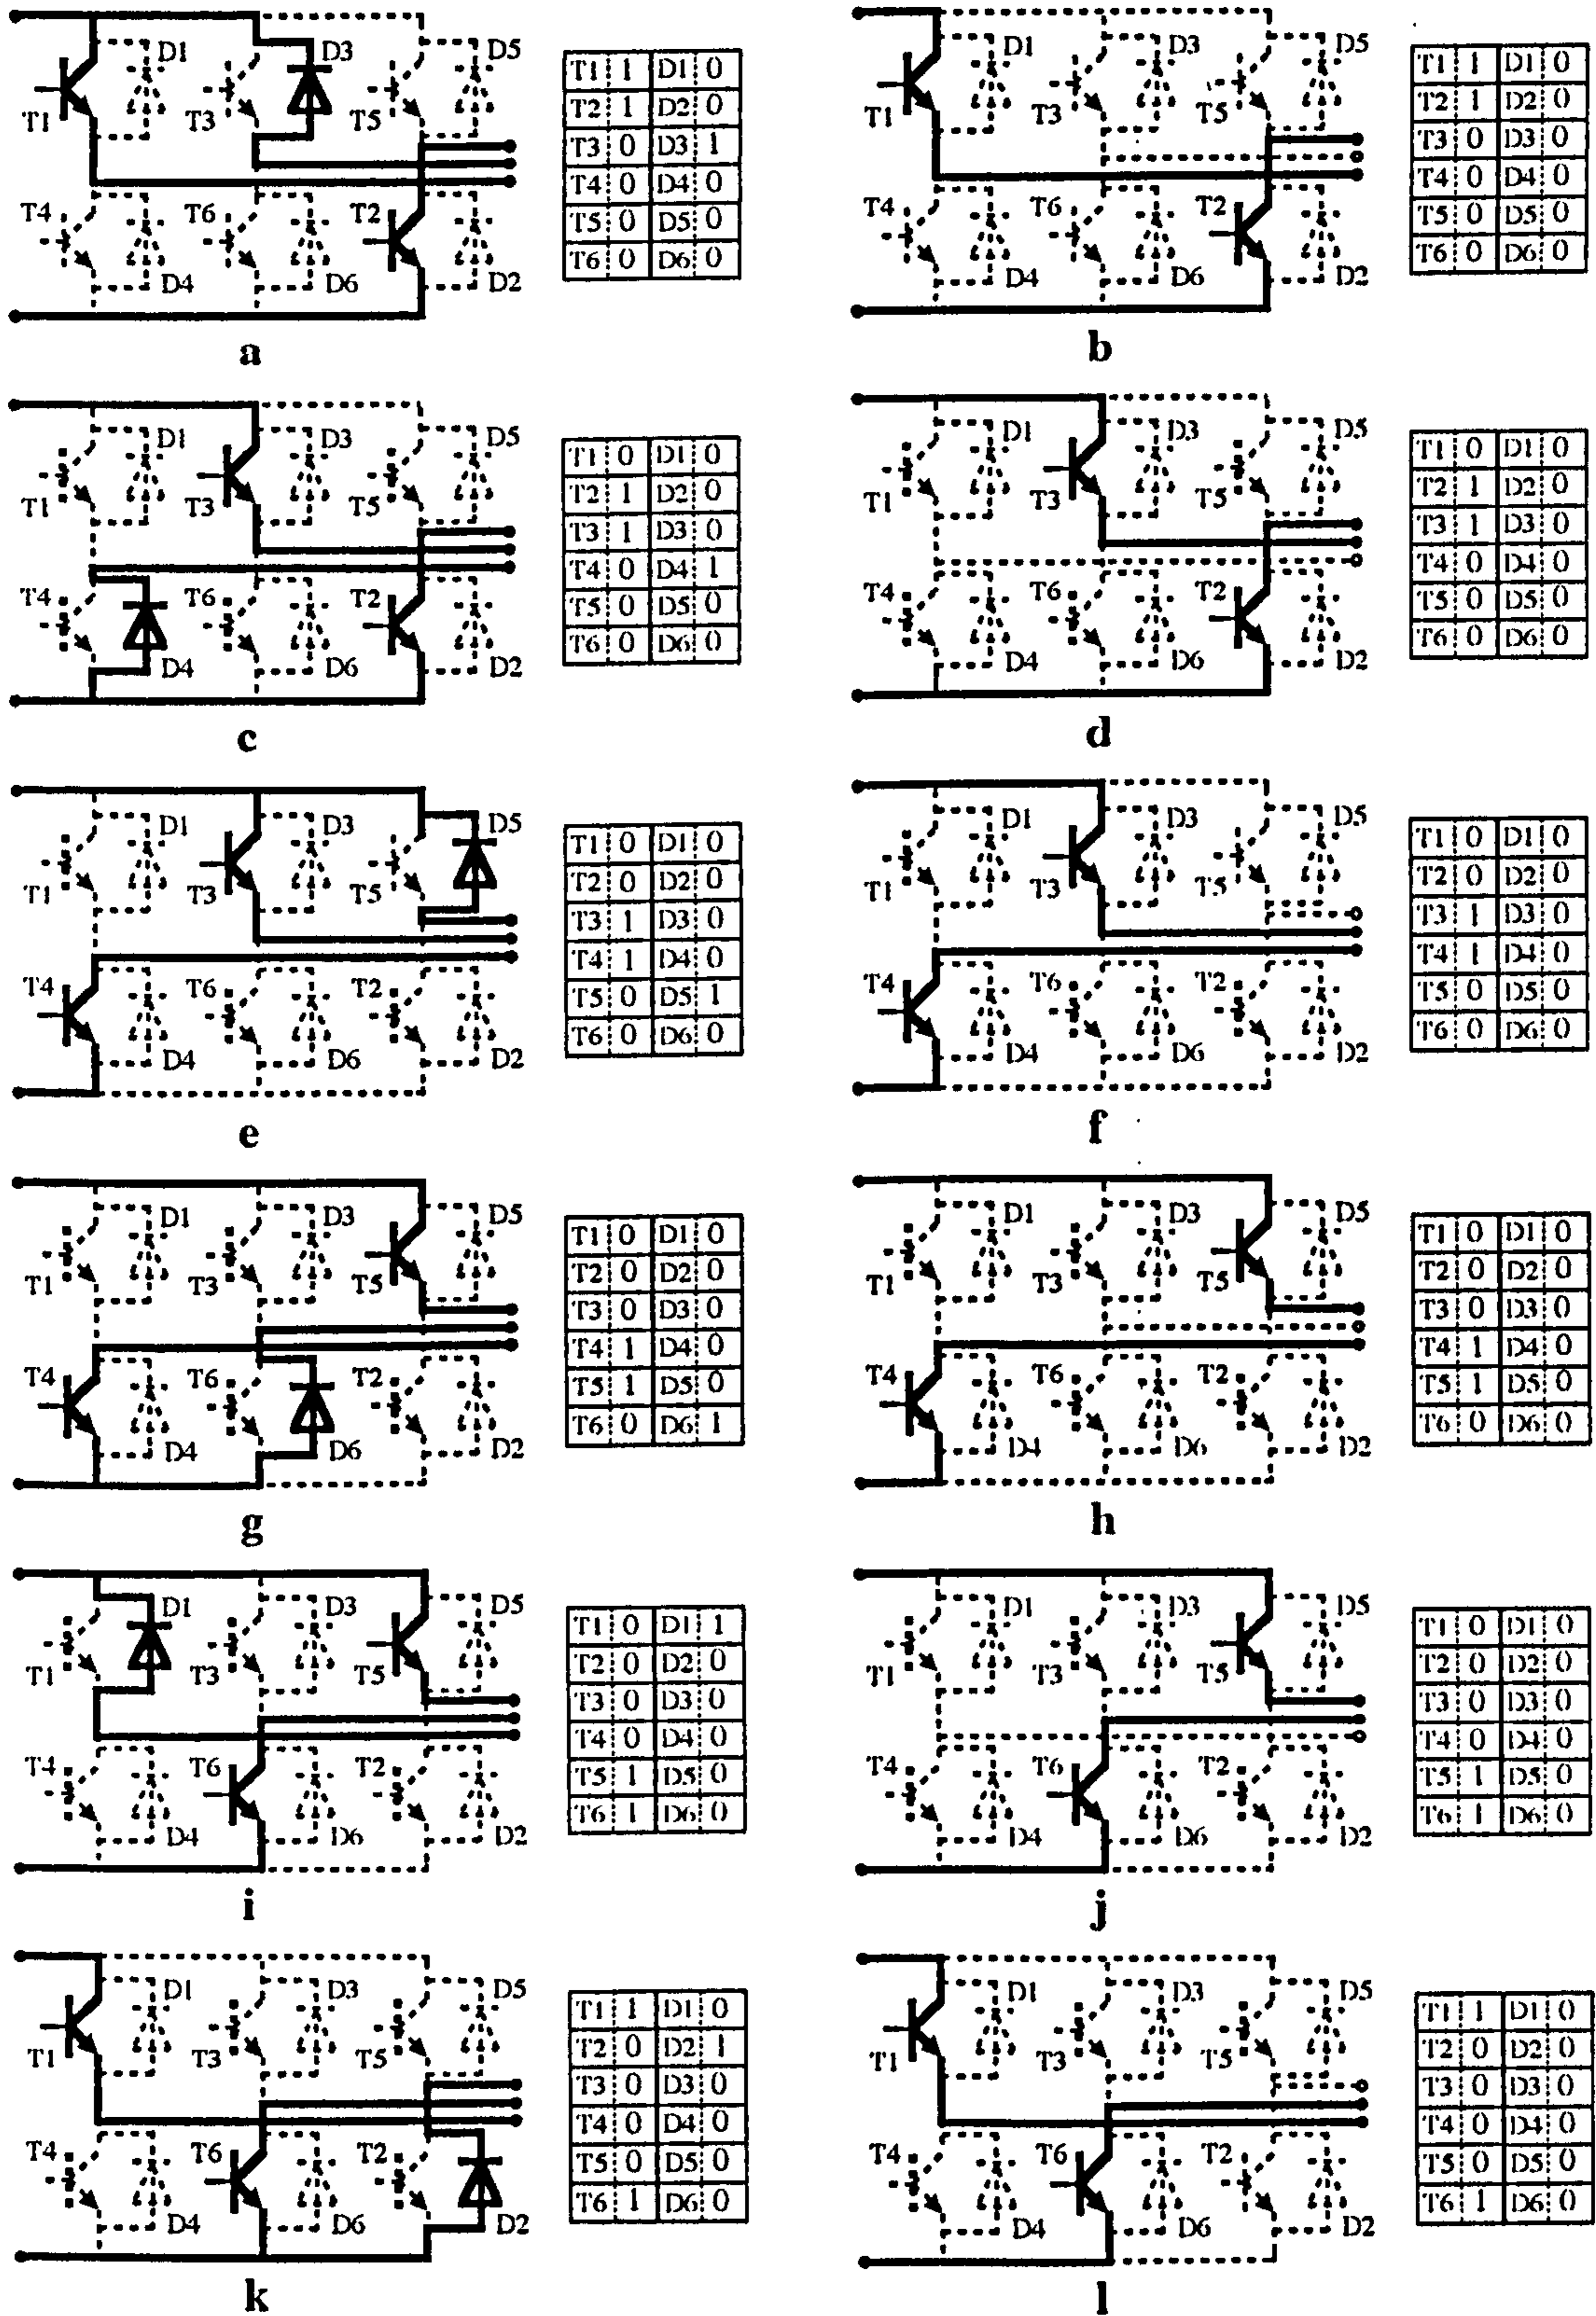 D1 D3 D5
T1 T3 T5
T4 T6 T2
D4 D6 D2
T1 1 D1 0
T2 1 D2 0
T3 0 D3 1
T4 0 D4 0
T5 0 D5 0
T6 0 D6 0
a
D1 D3 D5
T1 T3 T5
T4 T6 T2
D4 D6 D2
T1 1 D1 0
T2 1 D2 0
T3 0 D3 0
T4 0 D4 0
T5 0 D5 0
T6 0 D6 0
b
D1 D3 D5
T1 T3 T5
T4 T6 T2
D4 D6 D2
T1 0 D1 0
T2 1 D2 0
T3 1 D3 0
T4 0 D4 1
T5 0 D5 0
T6 0 D6 0
c
D1 D3 D5
T1 T3 T5
T4 T6 T2
D4 D6 D2
T1 0 D1 0
T2 1 D2 0
T3 1 D3 0
T4 0 D4 0
T5 0 D5 0
T6 0 D6 0
d
D1 D3 D5
T1 T3 T5
T4 T6 T2
D4 D6 D2
T1 0 D1 0
T2 0 D2 0
T3 1 D3 0
T4 1 D4 0
T5 0 D5 1
T6 0 D6 0
e
D1 D3 D5
T1 T3 T5
T4 T6 T2
D4 D6 D2
T1 0 D1 0
T2 0 D2 0
T3 1 D3 0
T4 1 D4 0
T5 0 D5 0
T6 0 D6 0
f
D1 D3 D5
T1 T3 T5
T4 T6 T2
D4 D6 D2
T1 0 D1 0
T2 0 D2 0
T3 0 D3 0
T4 1 D4 0
T5 1 D5 0
T6 0 D6 1
g
D1 D3 D5
T1 T3 T5
T4 T6 T2
D4 D6 D2
T1 0 D1 0
T2 0 D2 0
T3 0 D3 0
T4 1 D4 0
T5 1 D5 0
T6 0 D6 0
h
D1 D3 D5
T1 T3 T5
T4 T6 T2
D4 D6 D2
T1 0 D1 1
T2 0 D2 0
T3 0 D3 0
T4 0 D4 0
T5 1 D5 0
T6 1 D6 0
i
D1 D3 D5
T1 T3 T5
T4 T6 T2
D4 D6 D2
T1 0 D1 0
T2 0 D2 0
T3 0 D3 0
T4 0 D4 0
T5 1 D5 0
T6 1 D6 0
j
D1 D3 D5
T1 T3 T5
T4 T6 T2
D4 D6 D2
T1 1 D1 0
T2 0 D2 1
T3 0 D3 0
T4 0 D4 0
T5 0 D5 0
T6 1 D6 0
k
D1 D3 D5
T1 T3 T5
T4 T6 T2
D4 D6 D2
T1 1 D1 0
T2 0 D2 0
T3 0 D3 0
T4 0 D4 0
T5 0 D5 0
T6 1 D6 0
l